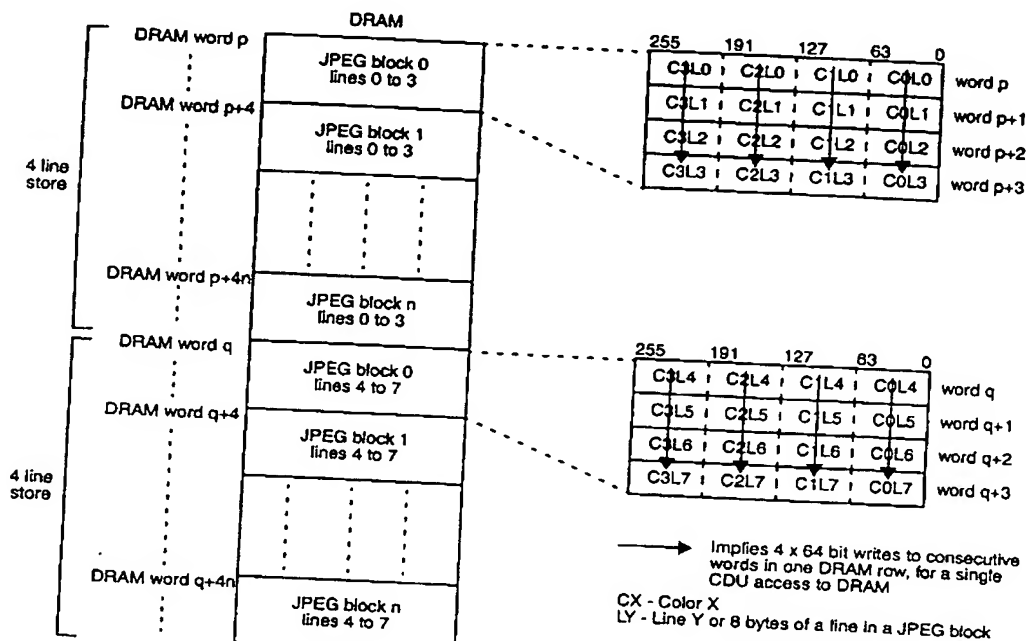 DRAM
DRAM word p
JPEG block 0
lines 0 to 3
DRAM word p+4
JPEG block 1
lines 0 to 3
4 line
store
DRAM word p+4n
JPEG block n
lines 0 to 3
DRAM word q
JPEG block 0
lines 4 to 7
DRAM word q+4
JPEG block 1
lines 4 to 7
4 line
store
DRAM word q+4n
JPEG block n
lines 4 to 7
255 191 127 63 0
C3L0 C2L0 C1L0 C0L0 word p
C3L1 C2L1 C1L1 C0L1 word p+1
C3L2 C2L2 C1L2 C0L2 word p+2
C3L3 C2L3 C1L3 C0L3 word p+3
255 191 127 83 0
C3L4 C2L4 C1L4 C0L4 word q
C3L5 C2L5 C1L5 C0L5 word q+1
C3L6 C2L6 C1L6 C0L6 word q+2
C3L7 C2L7 C1L7 C0L7 word q+3
Implies 4 x 64 bit writes to consecutive
words in one DRAM row, for a single
CDU access to DRAM
CX - Color X
LY - Line Y or 8 bytes of a line in a JPEG block